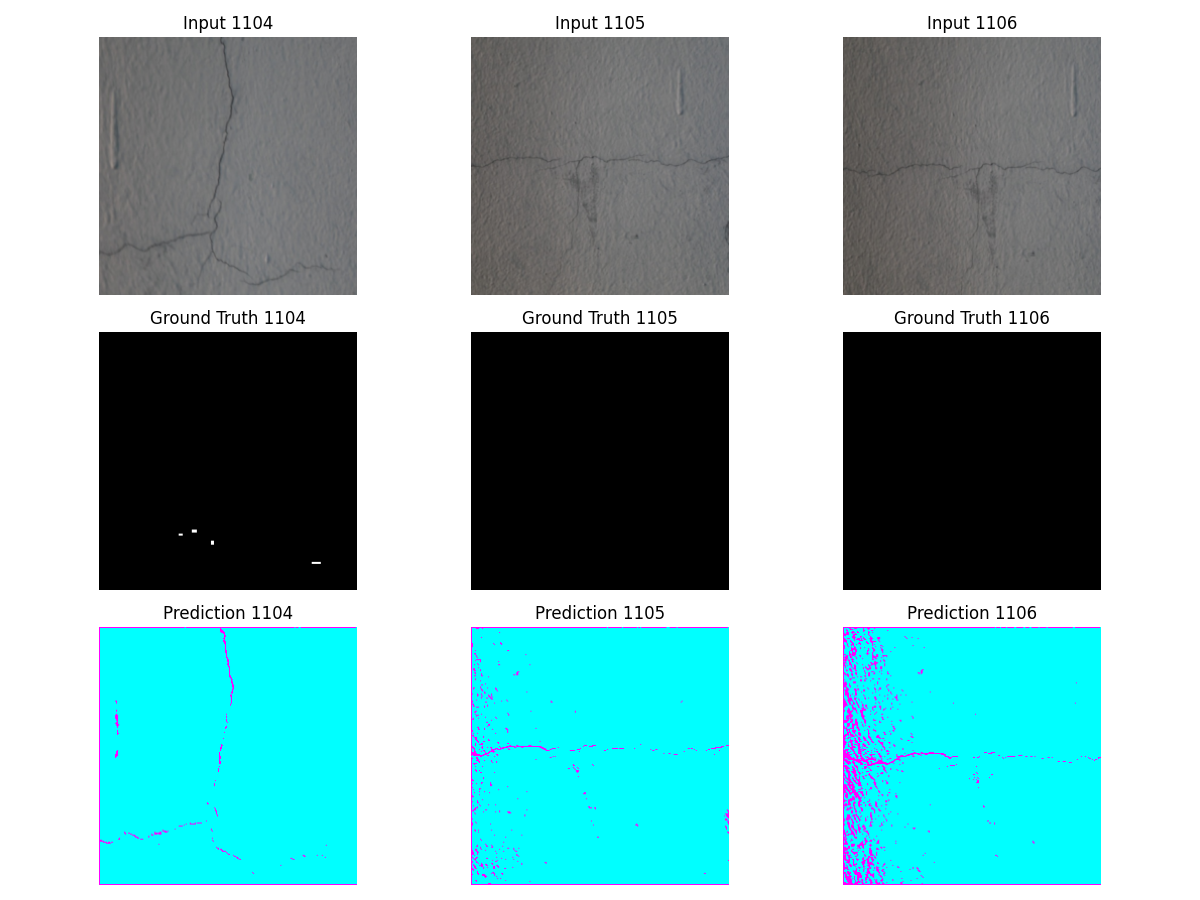 Input 1104
Input 1105
Input 1106
Ground Truth 1104
Ground Truth 1105
Ground Truth 1106
Prediction 1104
Prediction 1105
Prediction 1106